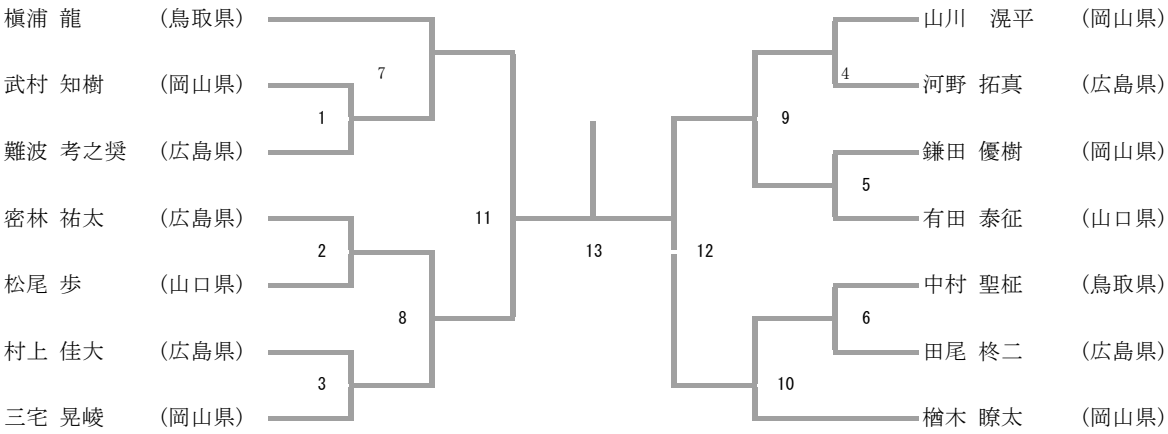 槇浦 龍 (鳥取県)
山川 滉平 (岡山県)
7
4
武村 知樹 (岡山県)
河野 拓真 (広島県)
1
9
難波 考之奨 (広島県)
鎌田 優樹 (岡山県)
5
密林 祐太 (広島県)
11
有田 泰征 (山口県)
2
13
12
松尾 歩 (山口県)
中村 聖柾 (鳥取県)
8
6
村上 佳大 (広島県)
田尾 柊二 (広島県)
3
10
三宅 晃崚 (岡山県)
楢木 瞭太 (岡山県)